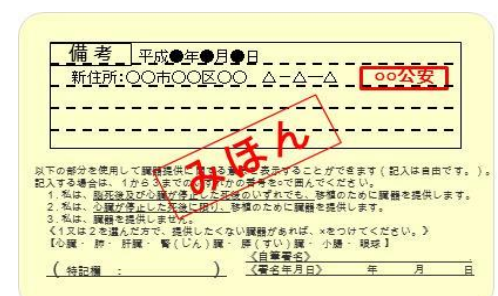 備考 平成●年●月●日
新住所:〇〇市〇〇区〇〇 △-△-△ 〇〇公安
みほん
以下の部分を使用して臓器提供に関する意思を表示することができます(記入は自由です。)。
記入する場合は、1から3までのいずれかの番号を○で囲んでください。
1.私は、脳死後及び心臓が停止した死後のいずれでも、移植のために臓器を提供します。
2.私は、心臓が停止した死後に限り、移植のために臓器を提供します。
3.私は、臓器を提供しません。
《1又は2を選んだ方で、提供したくない臓器があれば、×をつけてください。》
【心臓・肺・肝臓・腎(じん)臓・膵(すい)臓・小腸・眼球】
《自筆署名》
(特記欄: ) 《署名年月日》 年 月 日